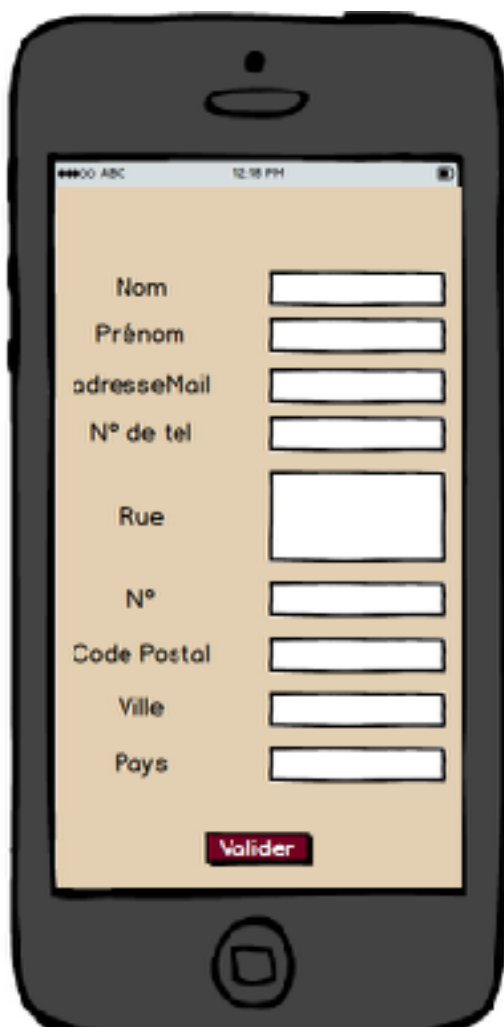 ABC 12:18 PM
Nom
Prénom
adresseMail
N° de tel
Rue
N°
Code Postal
Ville
Pays
Valider